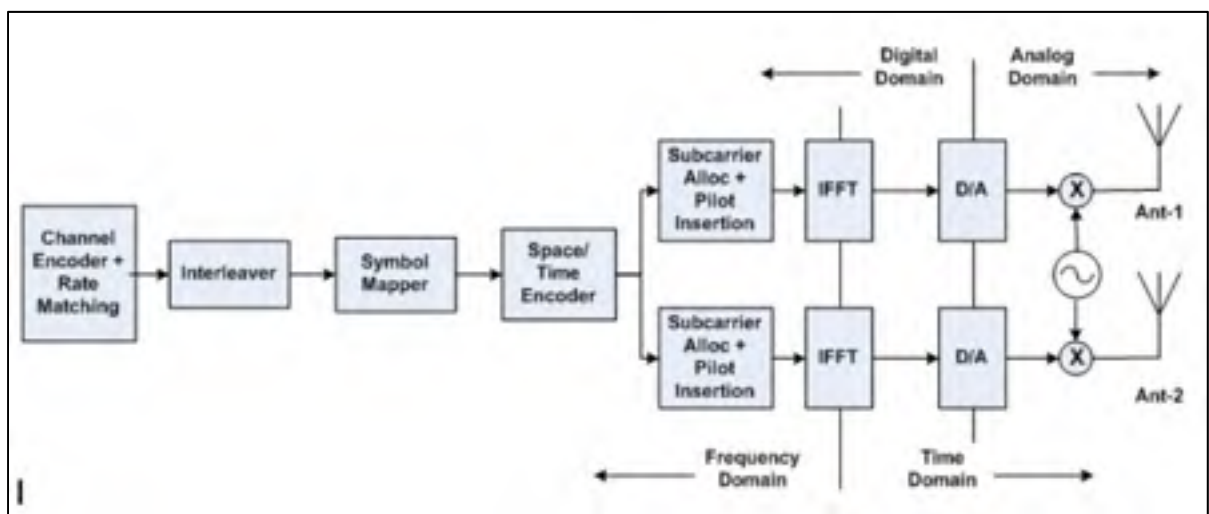 Digital
Domain
Analog
Domain
Channel
Encoder +
Rate
Matching
Interleaver
Symbol
Mapper
Space/
Time
Encoder
Subcarrier
Alloc +
Pilot
Insertion
IFFT
D/A
X
Ant-1
Subcarrier
Alloc +
Pilot
Insertion
IFFT
D/A
X
Ant-2
Frequency
Domain
Time
Domain